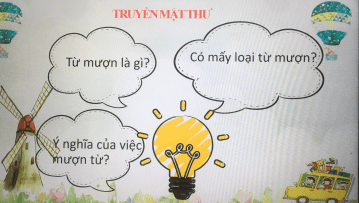 TRUYỀN MẬT THƯ
Từ mượn là gì?
Có mấy loại từ mượn?
Ý nghĩa của việc
mượn từ?